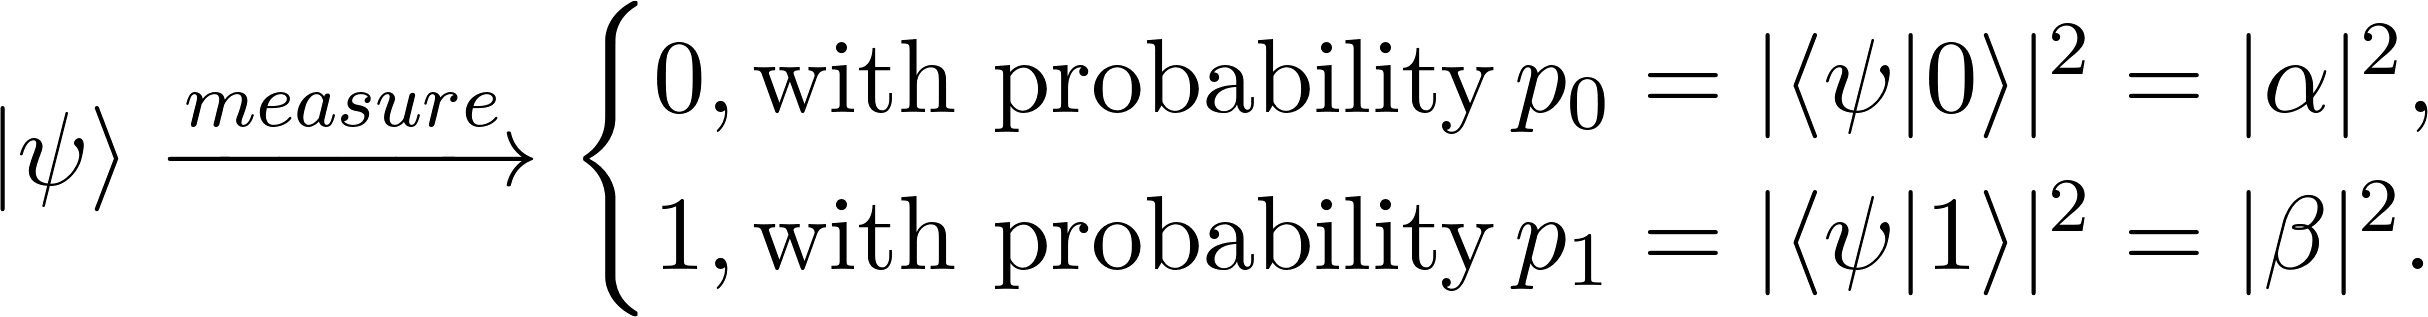 |ψ⟩ measure→ { 0, with probability p₀ = |⟨ψ|0⟩|² = |α|²,
1, with probability p₁ = |⟨ψ|1⟩|² = |β|².